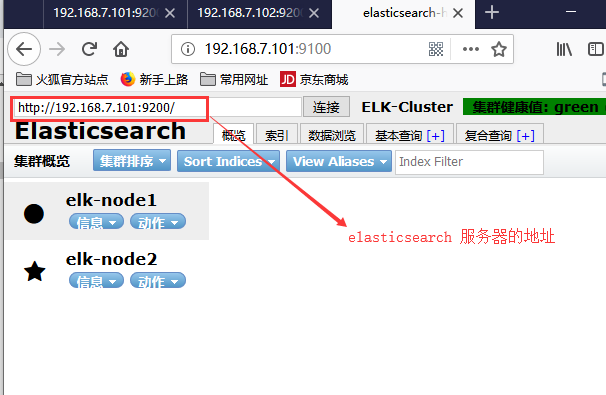 192.168.7.101:9200
192.168.7.102:9200
elasticsearch-h
192.168.7.101:9100
火狐官方站点 新手上路 常用网址 JD 京东商城
http://192.168.7.101:9200/ 连接 ELK-Cluster 集群健康值: green
Elasticsearch 概览 索引 数据浏览 基本查询 [+] 复合查询 [+]
集群概览 集群排序 Sort Indices View Aliases Index Filter
elk-node1
信息 动作
elasticsearch 服务器的地址
elk-node2
信息 动作